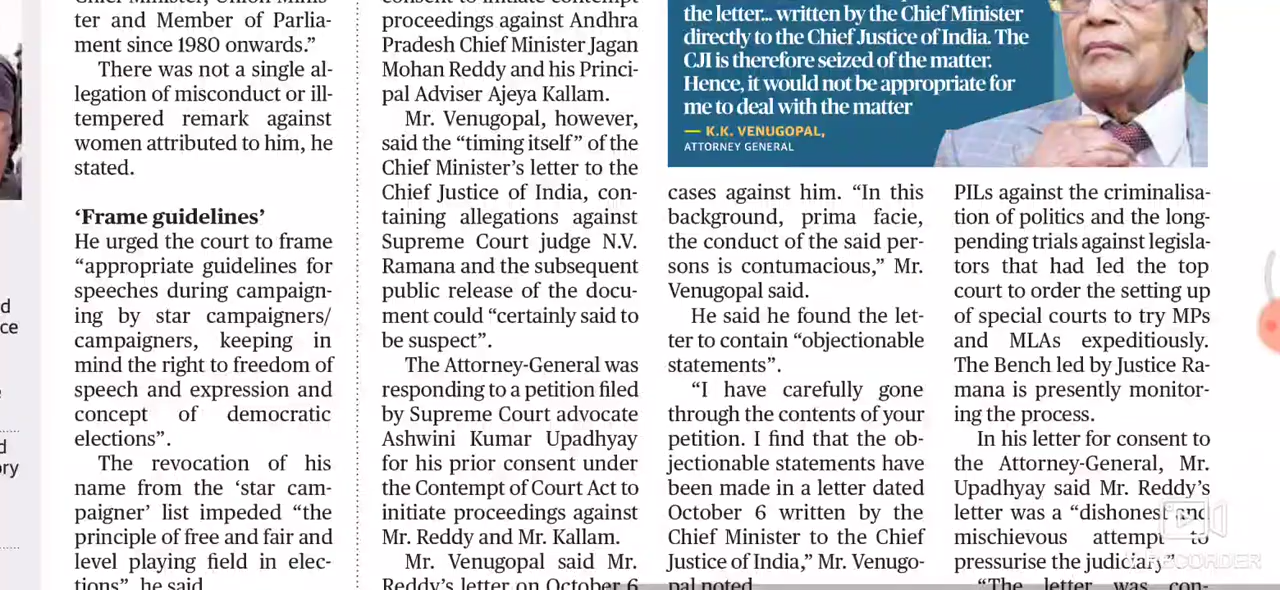 ter and Member of Parlia-
ment since 1980 onwards.”
There was not a single al-
legation of misconduct or ill-
tempered remark against
women attributed to him, he
stated.
‘Frame guidelines’
He urged the court to frame
“appropriate guidelines for
speeches during campaign-
ing by star campaigners/
campaigners, keeping in
mind the right to freedom of
speech and expression and
concept of democratic
elections”.
The revocation of his
name from the ‘star cam-
paigner’ list impeded “the
principle of free and fair and
level playing field in elec-
tions”, he said.
proceedings against Andhra
Pradesh Chief Minister Jagan
Mohan Reddy and his Princi-
pal Adviser Ajeya Kallam.
Mr. Venugopal, however,
said the “timing itself” of the
Chief Minister’s letter to the
Chief Justice of India, con-
taining allegations against
Supreme Court judge N.V.
Ramana and the subsequent
public release of the docu-
ment could “certainly said to
be suspect”.
The Attorney-General was
responding to a petition filed
by Supreme Court advocate
Ashwini Kumar Upadhyay
for his prior consent under
the Contempt of Court Act to
initiate proceedings against
Mr. Reddy and Mr. Kallam.
Mr. Venugopal said Mr.
Reddy’s letter on October 6
the letter... written by the Chief Minister
directly to the Chief Justice of India. The
CJI is therefore seized of the matter.
Hence, it would not be appropriate for
me to deal with the matter
— K.K. VENUGOPAL,
ATTORNEY GENERAL
cases against him. “In this
background, prima facie,
the conduct of the said per-
sons is contumacious,” Mr.
Venugopal said.
He said he found the let-
ter to contain “objectionable
statements”.
“I have carefully gone
through the contents of your
petition. I find that the ob-
jectionable statements have
been made in a letter dated
October 6 written by the
Chief Minister to the Chief
Justice of India,” Mr. Venugo-
pal noted.
PILs against the criminalisa-
tion of politics and the long-
pending trials against legisla-
tors that had led the top
court to order the setting up
of special courts to try MPs
and MLAs expeditiously.
The Bench led by Justice Ra-
mana is presently monitor-
ing the process.
In his letter for consent to
the Attorney-General, Mr.
Upadhyay said Mr. Reddy’s
letter was a “dishonest and
mischievous attempt to
pressurise the judiciary”.
“The letter was con-
RECORDER